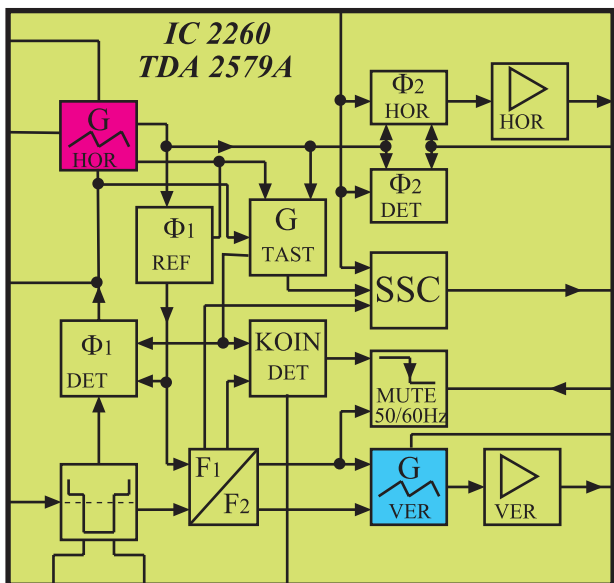 IC 2260
TDA 2579A
G
HOR
Φ2
HOR
HOR
Φ1
REF
G
TAST
Φ2
DET
SSC
Φ1
DET
KOIN
DET
MUTE
50/60Hz
F1
F2
G
VER
VER